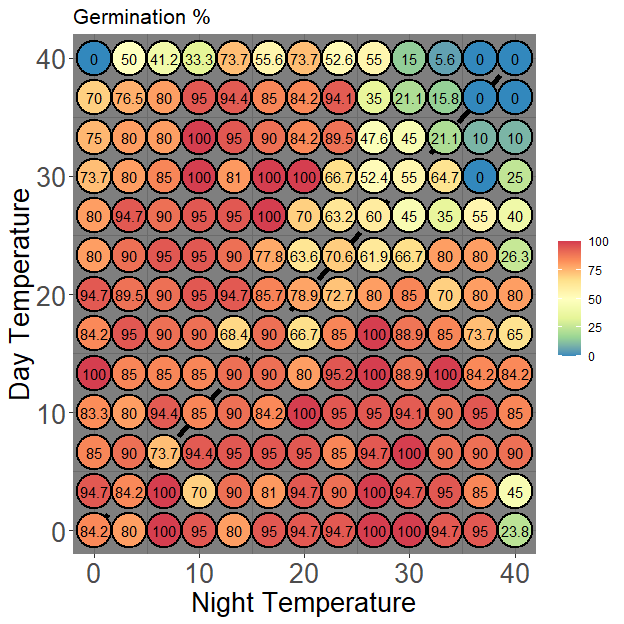 Germination %
40 0 50 41.2 33.3 73.7 55.6 73.7 52.6 55 15 5.6 0 0
70 76.5 80 95 94.4 85 84.2 94.1 35 21.1 15.8 0 0
75 80 80 100 95 90 84.2 89.5 47.6 45 21.1 10 10
30 73.7 80 85 100 81 100 100 66.7 52.4 55 64.7 0 25
80 94.7 90 95 95 100 70 63.2 60 45 35 55 40
80 90 95 95 90 77.8 63.6 70.6 61.9 66.7 80 80 26.3
20 94.7 89.5 90 95 94.7 85.7 78.9 72.7 80 85 70 80 80
84.2 95 90 90 68.4 90 66.7 85 100 88.9 85 73.7 65
100 85 85 85 90 90 80 95.2 100 88.9 100 84.2 84.2
10 83.3 80 94.4 85 90 84.2 100 95 95 94.1 90 95 85
85 90 73.7 94.4 95 95 95 85 94.7 100 90 90 90
94.7 84.2 100 70 90 81 94.7 90 100 94.7 95 85 45
0 84.2 80 100 95 80 95 94.7 94.7 100 100 94.7 95 23.8
0 10 20 30 40
Night Temperature
Day Temperature
100
75
50
25
0